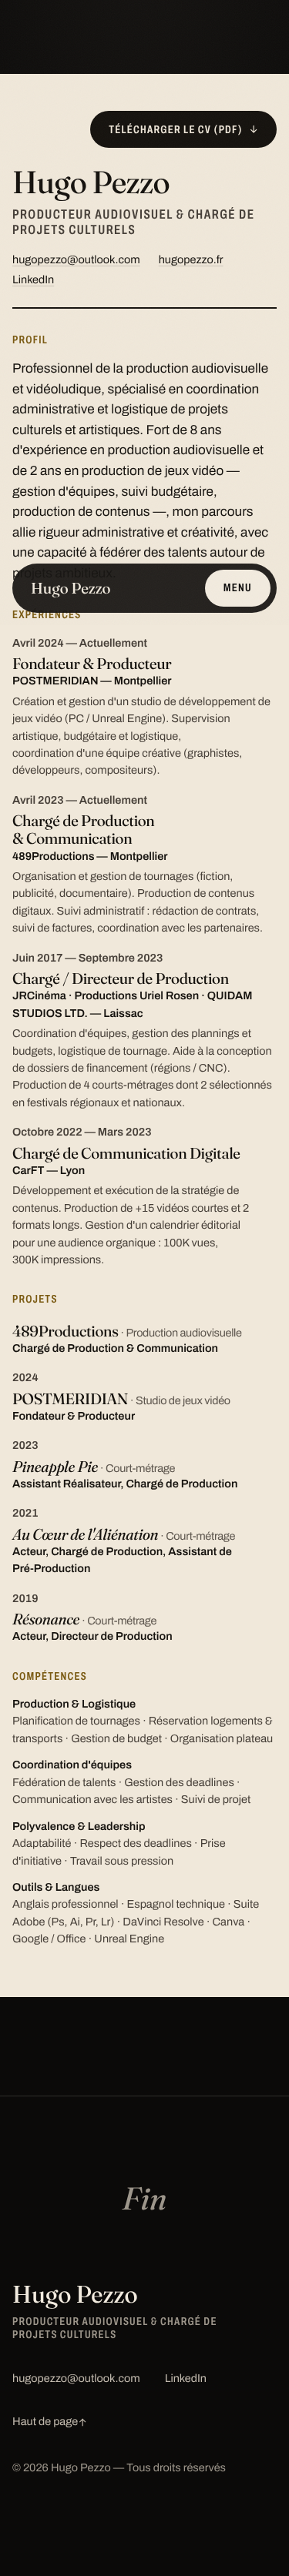 TÉLÉCHARGER LE CV (PDF) ↓
Hugo Pezzo
PRODUCTEUR AUDIOVISUEL & CHARGÉ DE
PROJETS CULTURELS
hugopezzo@outlook.com hugopezzo.fr
LinkedIn
PROFIL
Professionnel de la production audiovisuelle
et vidéoludique, spécialisé en coordination
administrative et logistique de projets
culturels et artistiques. Fort de 8 ans
d'expérience en production audiovisuelle et
de 2 ans en production de jeux vidéo —
gestion d'équipes, suivi budgétaire,
production de contenus —, mon parcours
allie rigueur administrative et créativité, avec
une capacité à fédérer des talents autour de
projets ambitieux.
Hugo Pezzo MENU
EXPÉRIENCES
Avril 2024 — Actuellement
Fondateur & Producteur
POSTMERIDIAN — Montpellier
Création et gestion d'un studio de développement de
jeux vidéo (PC / Unreal Engine). Supervision
artistique, budgétaire et logistique,
coordination d'une équipe créative (graphistes,
développeurs, compositeurs).
Avril 2023 — Actuellement
Chargé de Production
& Communication
489Productions — Montpellier
Organisation et gestion de tournages (fiction,
publicité, documentaire). Production de contenus
digitaux. Suivi administratif : rédaction de contrats,
suivi de factures, coordination avec les partenaires.
Juin 2017 — Septembre 2023
Chargé / Directeur de Production
JRCinéma · Productions Uriel Rosen · QUIDAM
STUDIOS LTD. — Laissac
Coordination d'équipes, gestion des plannings et
budgets, logistique de tournage. Aide à la conception
de dossiers de financement (régions / CNC).
Production de 4 courts-métrages dont 2 sélectionnés
en festivals régionaux et nationaux.
Octobre 2022 — Mars 2023
Chargé de Communication Digitale
CarFT — Lyon
Développement et exécution de la stratégie de
contenus. Production de +15 vidéos courtes et 2
formats longs. Gestion d'un calendrier éditorial
pour une audience organique : 100K vues,
300K impressions.
PROJETS
489Productions · Production audiovisuelle
Chargé de Production & Communication
2024
POSTMERIDIAN · Studio de jeux vidéo
Fondateur & Producteur
2023
Pineapple Pie · Court-métrage
Assistant Réalisateur, Chargé de Production
2021
Au Cœur de l'Aliénation · Court-métrage
Acteur, Chargé de Production, Assistant de
Pré-Production
2019
Résonance · Court-métrage
Acteur, Directeur de Production
COMPÉTENCES
Production & Logistique
Planification de tournages · Réservation logements &
transports · Gestion de budget · Organisation plateau
Coordination d'équipes
Fédération de talents · Gestion des deadlines ·
Communication avec les artistes · Suivi de projet
Polyvalence & Leadership
Adaptabilité · Respect des deadlines · Prise
d'initiative · Travail sous pression
Outils & Langues
Anglais professionnel · Espagnol technique · Suite
Adobe (Ps, Ai, Pr, Lr) · DaVinci Resolve · Canva ·
Google / Office · Unreal Engine
Fin
Hugo Pezzo
PRODUCTEUR AUDIOVISUEL & CHARGÉ DE
PROJETS CULTURELS
hugopezzo@outlook.com LinkedIn
Haut de page↑
© 2026 Hugo Pezzo — Tous droits réservés